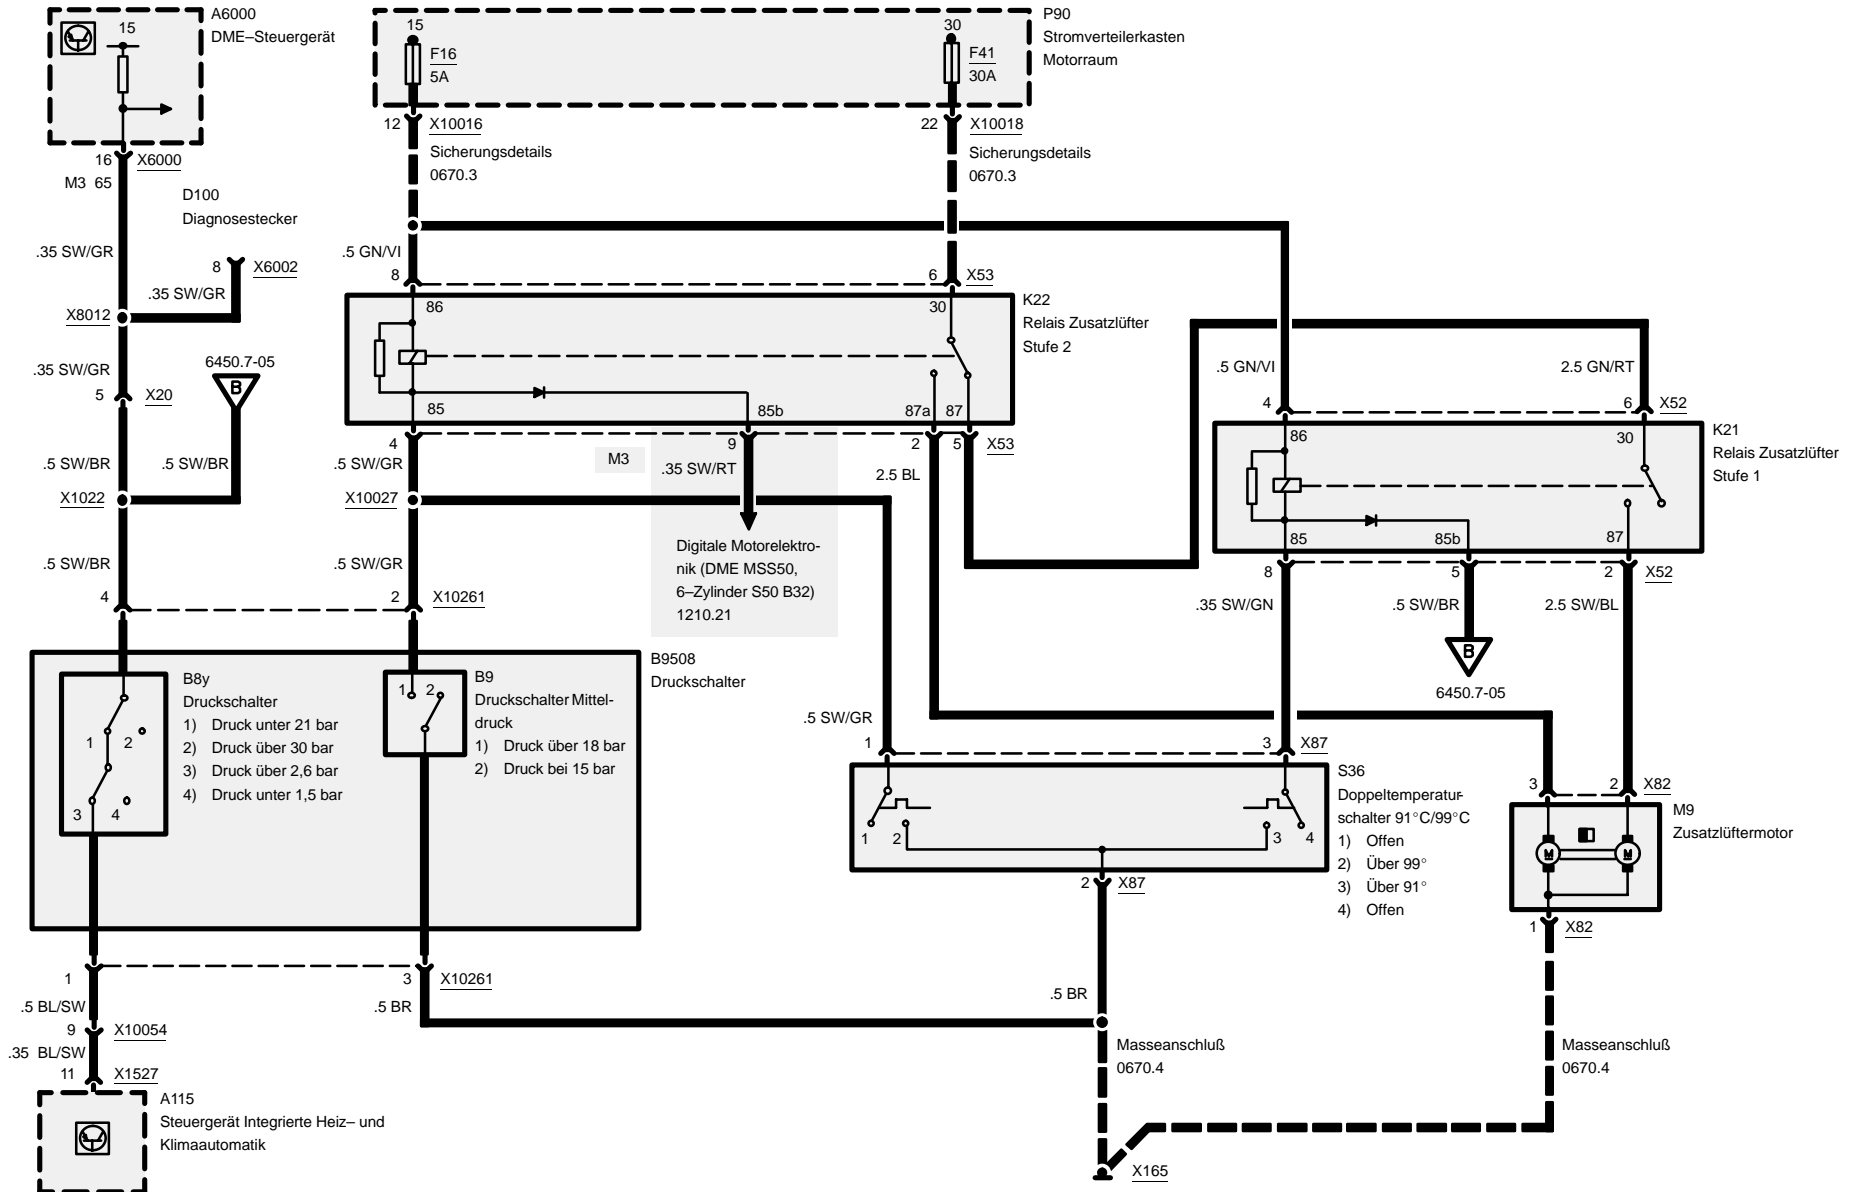 A6000
DME–Steuergerät
15
16
X6000
M3 65
D100
Diagnosestecker
.35 SW/GR
8
X6002
.35 SW/GR
X8012
.35 SW/GR
6450.7-05
B
5
X20
.5 SW/BR
.5 SW/BR
X1022
.5 SW/BR
4
P90
Stromverteilerkasten
Motorraum
15
F16
5A
30
F41
30A
12
X10016
22
X10018
Sicherungsdetails
0670.3
Sicherungsdetails
0670.3
.5 GN/VI
8
6
X53
K22
Relais Zusatzlüfter
Stufe 2
86
30
85
85b
87a
87
4
9
2
5
X53
M3
.5 SW/GR
.35 SW/RT
2.5 BL
X10027
.5 SW/GR
2
X10261
Digitale Motorelektro-
nik (DME MSS50,
6–Zylinder S50 B32)
1210.21
.5 GN/VI
2.5 GN/RT
4
6
X52
K21
Relais Zusatzlüfter
Stufe 1
86
30
85
85b
87
8
5
2
X52
.35 SW/GN
.5 SW/BR
2.5 SW/BL
B
6450.7-05
B9508
Druckschalter
B8y
Druckschalter
1) Druck unter 21 bar
2) Druck über 30 bar
3) Druck über 2,6 bar
4) Druck unter 1,5 bar
1
2
3
4
B9
Druckschalter Mittel-
druck
1) Druck über 18 bar
2) Druck bei 15 bar
1
2
.5 SW/GR
1
3
X87
S36
Doppeltemperatur-
schalter 91°C/99°C
1) Offen
2) Über 99°
3) Über 91°
4) Offen
1
2
3
4
2
X87
3
2
X82
M9
Zusatzlüftermotor
M
M
1
X82
1
3
X10261
.5 BL/SW
.5 BR
.5 BR
9
X10054
.35 BL/SW
11
X1527
A115
Steuergerät Integrierte Heiz– und
Klimaautomatik
Masseanschluß
0670.4
Masseanschluß
0670.4
X165